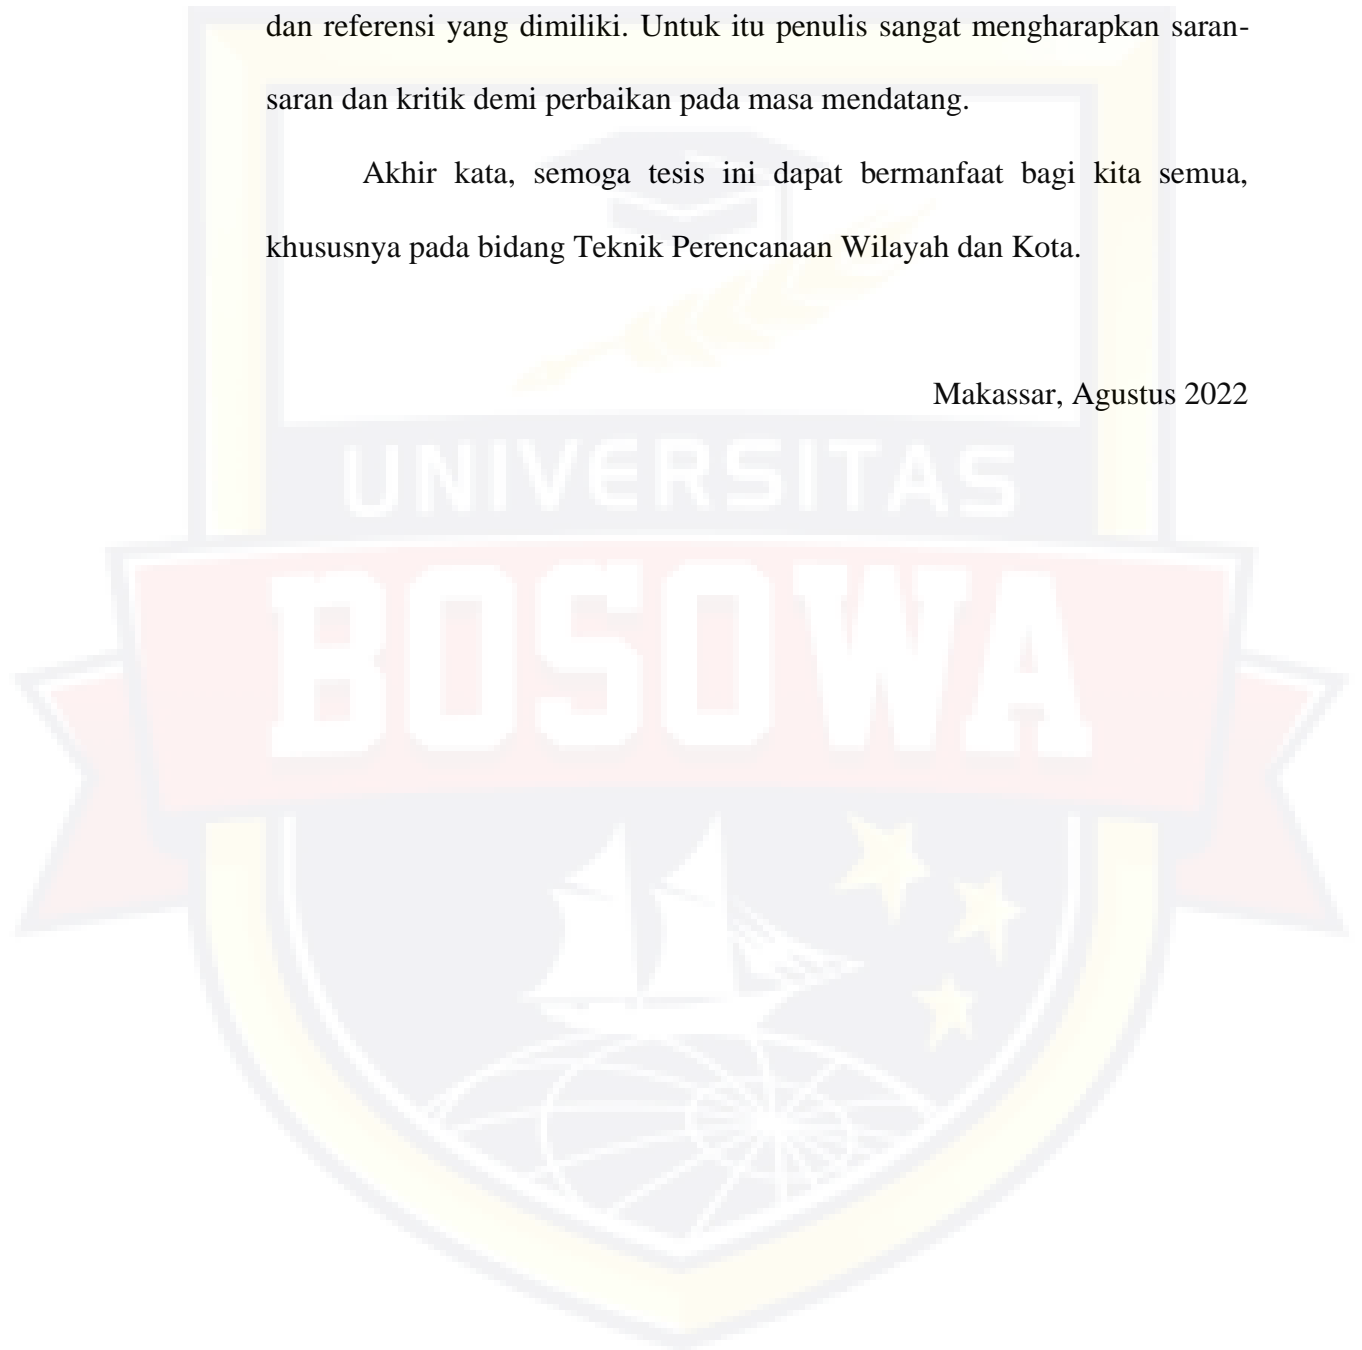 dan referensi yang dimiliki. Untuk itu penulis sangat mengharapkan saran-
saran dan kritik demi perbaikan pada masa mendatang.
Akhir kata, semoga tesis ini dapat bermanfaat bagi kita semua,
khususnya pada bidang Teknik Perencanaan Wilayah dan Kota.
Makassar, Agustus 2022
UNIVERSITAS
BOSOWA